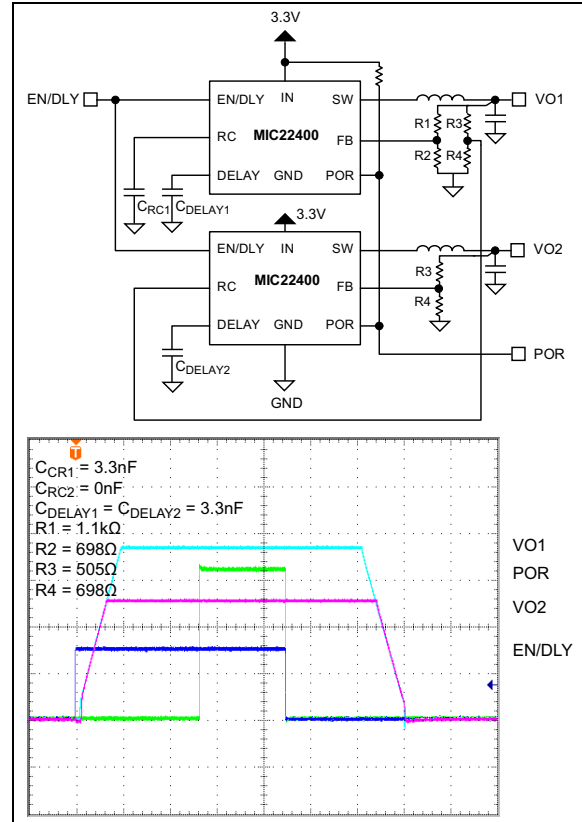 3.3V
EN/DLY
EN/DLY IN SW
VO1
RC
MIC22400
FB
R1 R3
R2 R4
DELAY GND POR
CRC1
CDELAY1
3.3V
EN/DLY IN SW
VO2
RC
MIC22400
FB
R3
R4
DELAY GND POR
CDELAY2
GND
POR
T
CCR1 = 3.3nF
CRC2 = 0nF
CDELAY1 = CDELAY2 = 3.3nF
R1 = 1.1kΩ
R2 = 698Ω
R3 = 505Ω
R4 = 698Ω
VO1
POR
VO2
EN/DLY